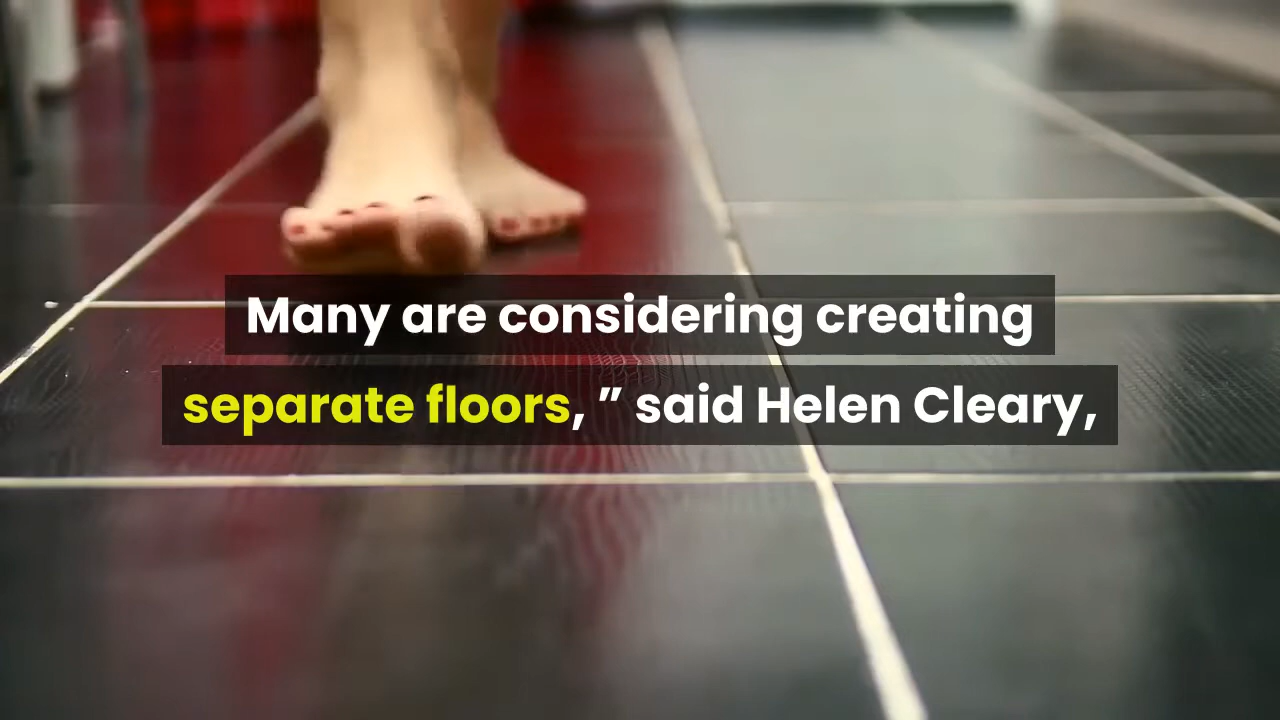 Many are considering creating
separate floors, ” said Helen Cleary,